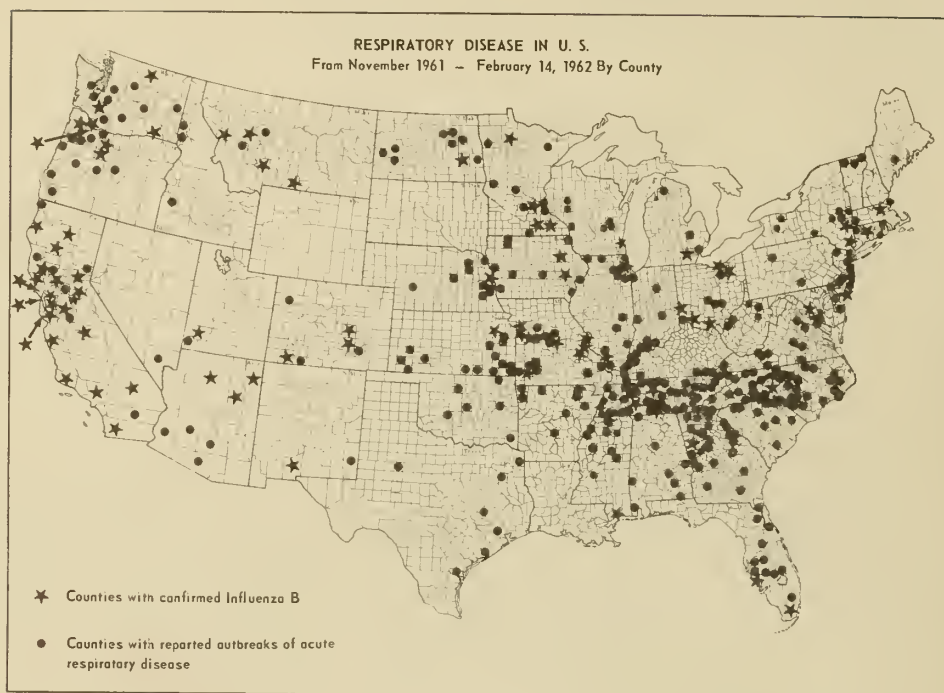 RESPIRATORY DISEASE IN U. S.
From November 1961 – February 14, 1962 By County
Counties with confirmed Influenza B
Counties with reported outbreaks of acute
respiratory disease